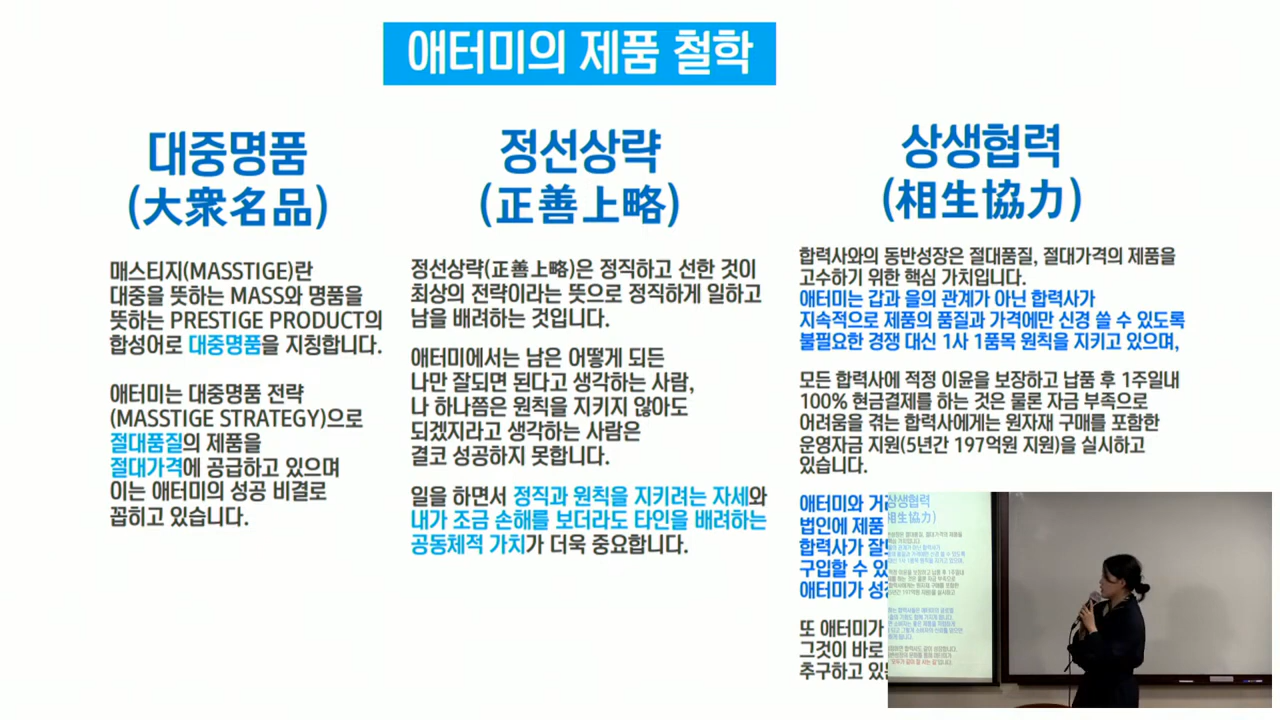 애터미의 제품 철학
대중명품
(大衆名品)
매스티지(MASSTIGE)란
대중을 뜻하는 MASS와 명품을
뜻하는 PRESTIGE PRODUCT의
합성어로 대중명품을 지칭합니다.
애터미는 대중명품 전략
(MASSTIGE STRATEGY)으로
절대품질의 제품을
절대가격에 공급하고 있으며
이는 애터미의 성공 비결로
꼽히고 있습니다.
정선상략
(正善上略)
정선상략(正善上略)은 정직하고 선한 것이
최상의 전략이라는 뜻으로 정직하게 일하고
남을 배려하는 것입니다.
애터미에서는 남은 어떻게 되든
나만 잘되면 된다고 생각하는 사람,
나 하나쯤은 원칙을 지키지 않아도
되겠지라고 생각하는 사람은
결코 성공하지 못합니다.
일을 하면서 정직과 원칙을 지키려는 자세와
내가 조금 손해를 보더라도 타인을 배려하는
공동체적 가치가 더욱 중요합니다.
상생협력
(相生協力)
합력사와의 동반성장은 절대품질, 절대가격의 제품을
고수하기 위한 핵심 가치입니다.
애터미는 갑과 을의 관계가 아닌 합력사가
지속적으로 제품의 품질과 가격에만 신경 쓸 수 있도록
불필요한 경쟁 대신 1사 1품목 원칙을 지키고 있으며,
모든 합력사에 적정 이윤을 보장하고 납품 후 1주일내
100% 현금결제를 하는 것은 물론 자금 부족으로
어려움을 겪는 합력사에게는 원자재 구매를 포함한
운영자금 지원(5년간 197억원 지원)을 실시하고
있습니다.
애터미와
법인에 제품
합력사가
구입할 수
애터미가
또 애터미가
그것이 바로
추구하고
상생협력
相生協力)